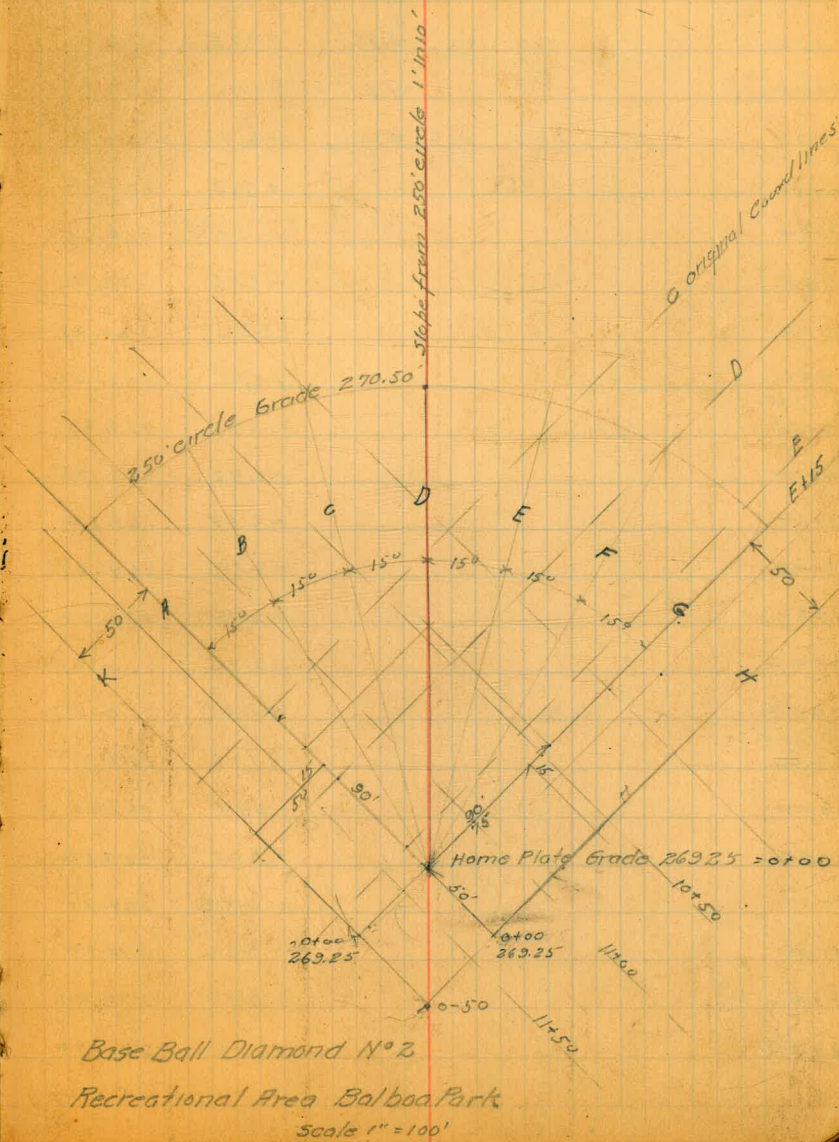 Slope from 250' circle 1' in 10'
C original Coord lines
D
E
E+15
250' circle Grade 270.50
A
B
C
D
E
F
G
H
K
15°
15°
15°
15°
15°
15°
50
50
15
50'
90'
90'
15
Home Plate Grade 269.25 = 0+00
50'
0+00
269.25
0+00
269.25
0-50
10+50
11+00
11+50
Base Ball Diamond Nº 2
Recreational Area Balboa Park
Scale 1" = 100'